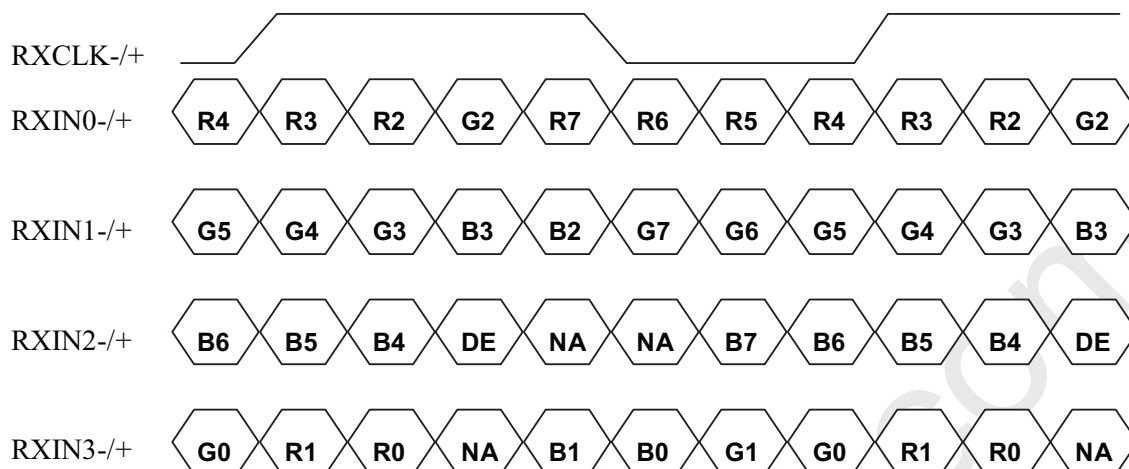 RXCLK-/+
RXIN0-/+ R4 R3 R2 G2 R7 R6 R5 R4 R3 R2 G2
RXIN1-/+ G5 G4 G3 B3 B2 G7 G6 G5 G4 G3 B3
RXIN2-/+ B6 B5 B4 DE NA NA B7 B6 B5 B4 DE
RXIN3-/+ G0 R1 R0 NA B1 B0 G1 G0 R1 R0 NA